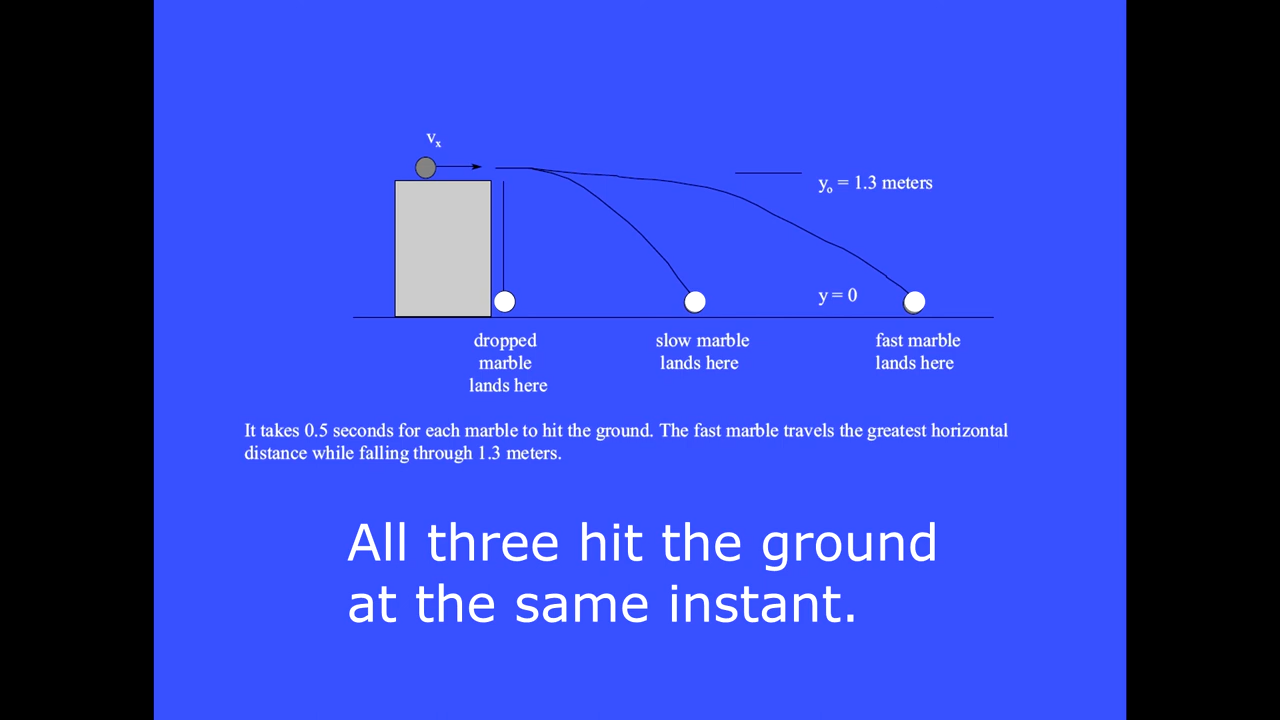 vₓ
yₒ = 1.3 meters
y = 0
dropped
marble
lands here
slow marble
lands here
fast marble
lands here
It takes 0.5 seconds for each marble to hit the ground. The fast marble travels the greatest horizontal
distance while falling through 1.3 meters.
All three hit the ground
at the same instant.